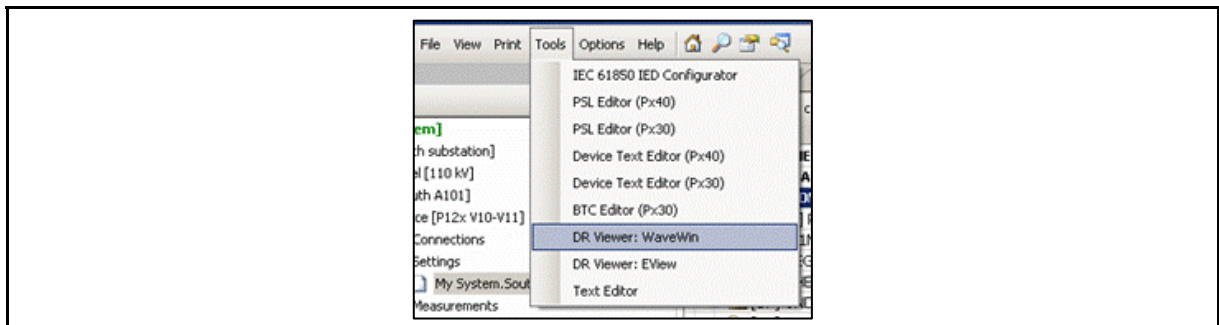 File View Print Tools Options Help
IEC 61850 IED Configurator
PSL Editor (Px40)
PSL Editor (Px30)
em]
th substation]
Device Text Editor (Px40)
el [110 kV]
Device Text Editor (Px30)
uth A101]
ce [P12x V10-V11]
BTC Editor (Px30)
Connections
DR Viewer: WaveWin
Settings
DR Viewer: EView
My System.Sout
Text Editor
Measurements